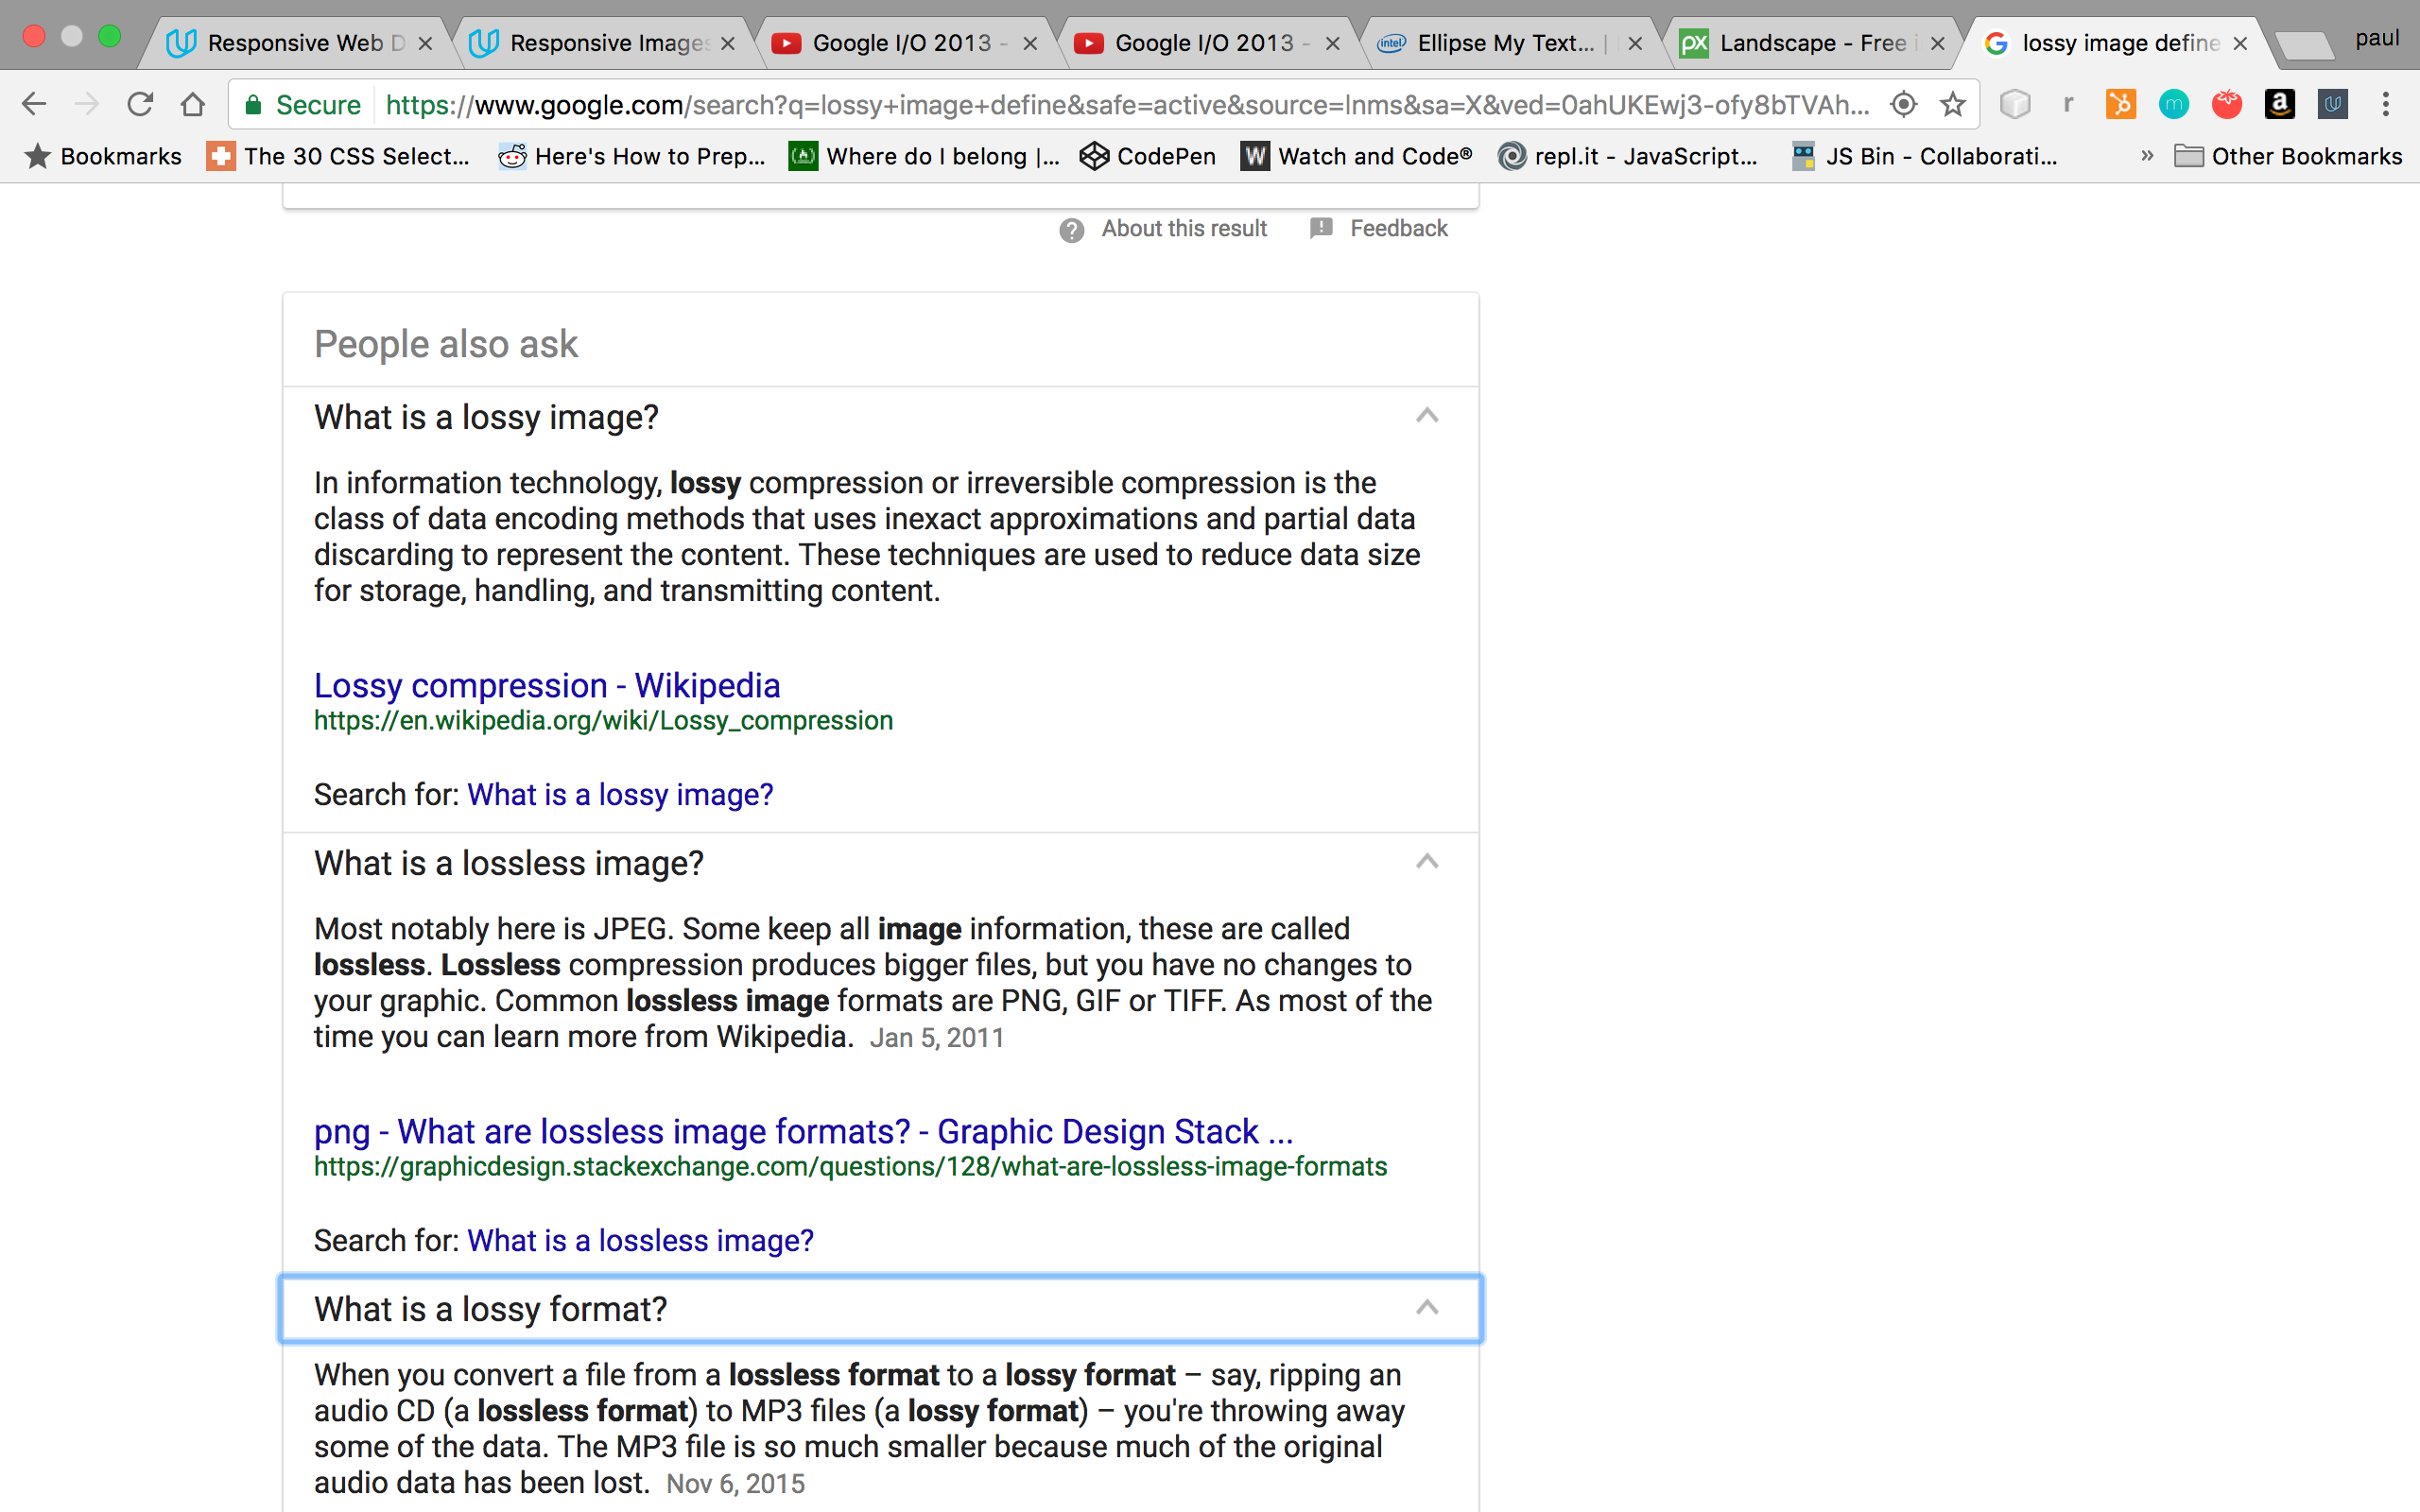 Responsive Web D
Responsive Images
Google I/O 2013 -
Google I/O 2013 -
intel Ellipse My Text... |
px Landscape - Free i
lossy image define
paul
Secure https://www.google.com/search?q=lossy+image+define&safe=active&source=lnms&sa=X&ved=0ahUKEwj3-ofy8bTVAh...
r
m
a
Bookmarks
The 30 CSS Select...
Here's How to Prep...
Where do I belong |...
CodePen
W Watch and Code®
repl.it - JavaScript...
JS Bin - Collaborati...
»
Other Bookmarks
About this result
Feedback
People also ask
What is a lossy image?
In information technology, lossy compression or irreversible compression is the
class of data encoding methods that uses inexact approximations and partial data
discarding to represent the content. These techniques are used to reduce data size
for storage, handling, and transmitting content.
Lossy compression - Wikipedia
https://en.wikipedia.org/wiki/Lossy_compression
Search for: What is a lossy image?
What is a lossless image?
Most notably here is JPEG. Some keep all image information, these are called
lossless. Lossless compression produces bigger files, but you have no changes to
your graphic. Common lossless image formats are PNG, GIF or TIFF. As most of the
time you can learn more from Wikipedia. Jan 5, 2011
png - What are lossless image formats? - Graphic Design Stack ...
https://graphicdesign.stackexchange.com/questions/128/what-are-lossless-image-formats
Search for: What is a lossless image?
What is a lossy format?
When you convert a file from a lossless format to a lossy format – say, ripping an
audio CD (a lossless format) to MP3 files (a lossy format) – you're throwing away
some of the data. The MP3 file is so much smaller because much of the original
audio data has been lost. Nov 6, 2015